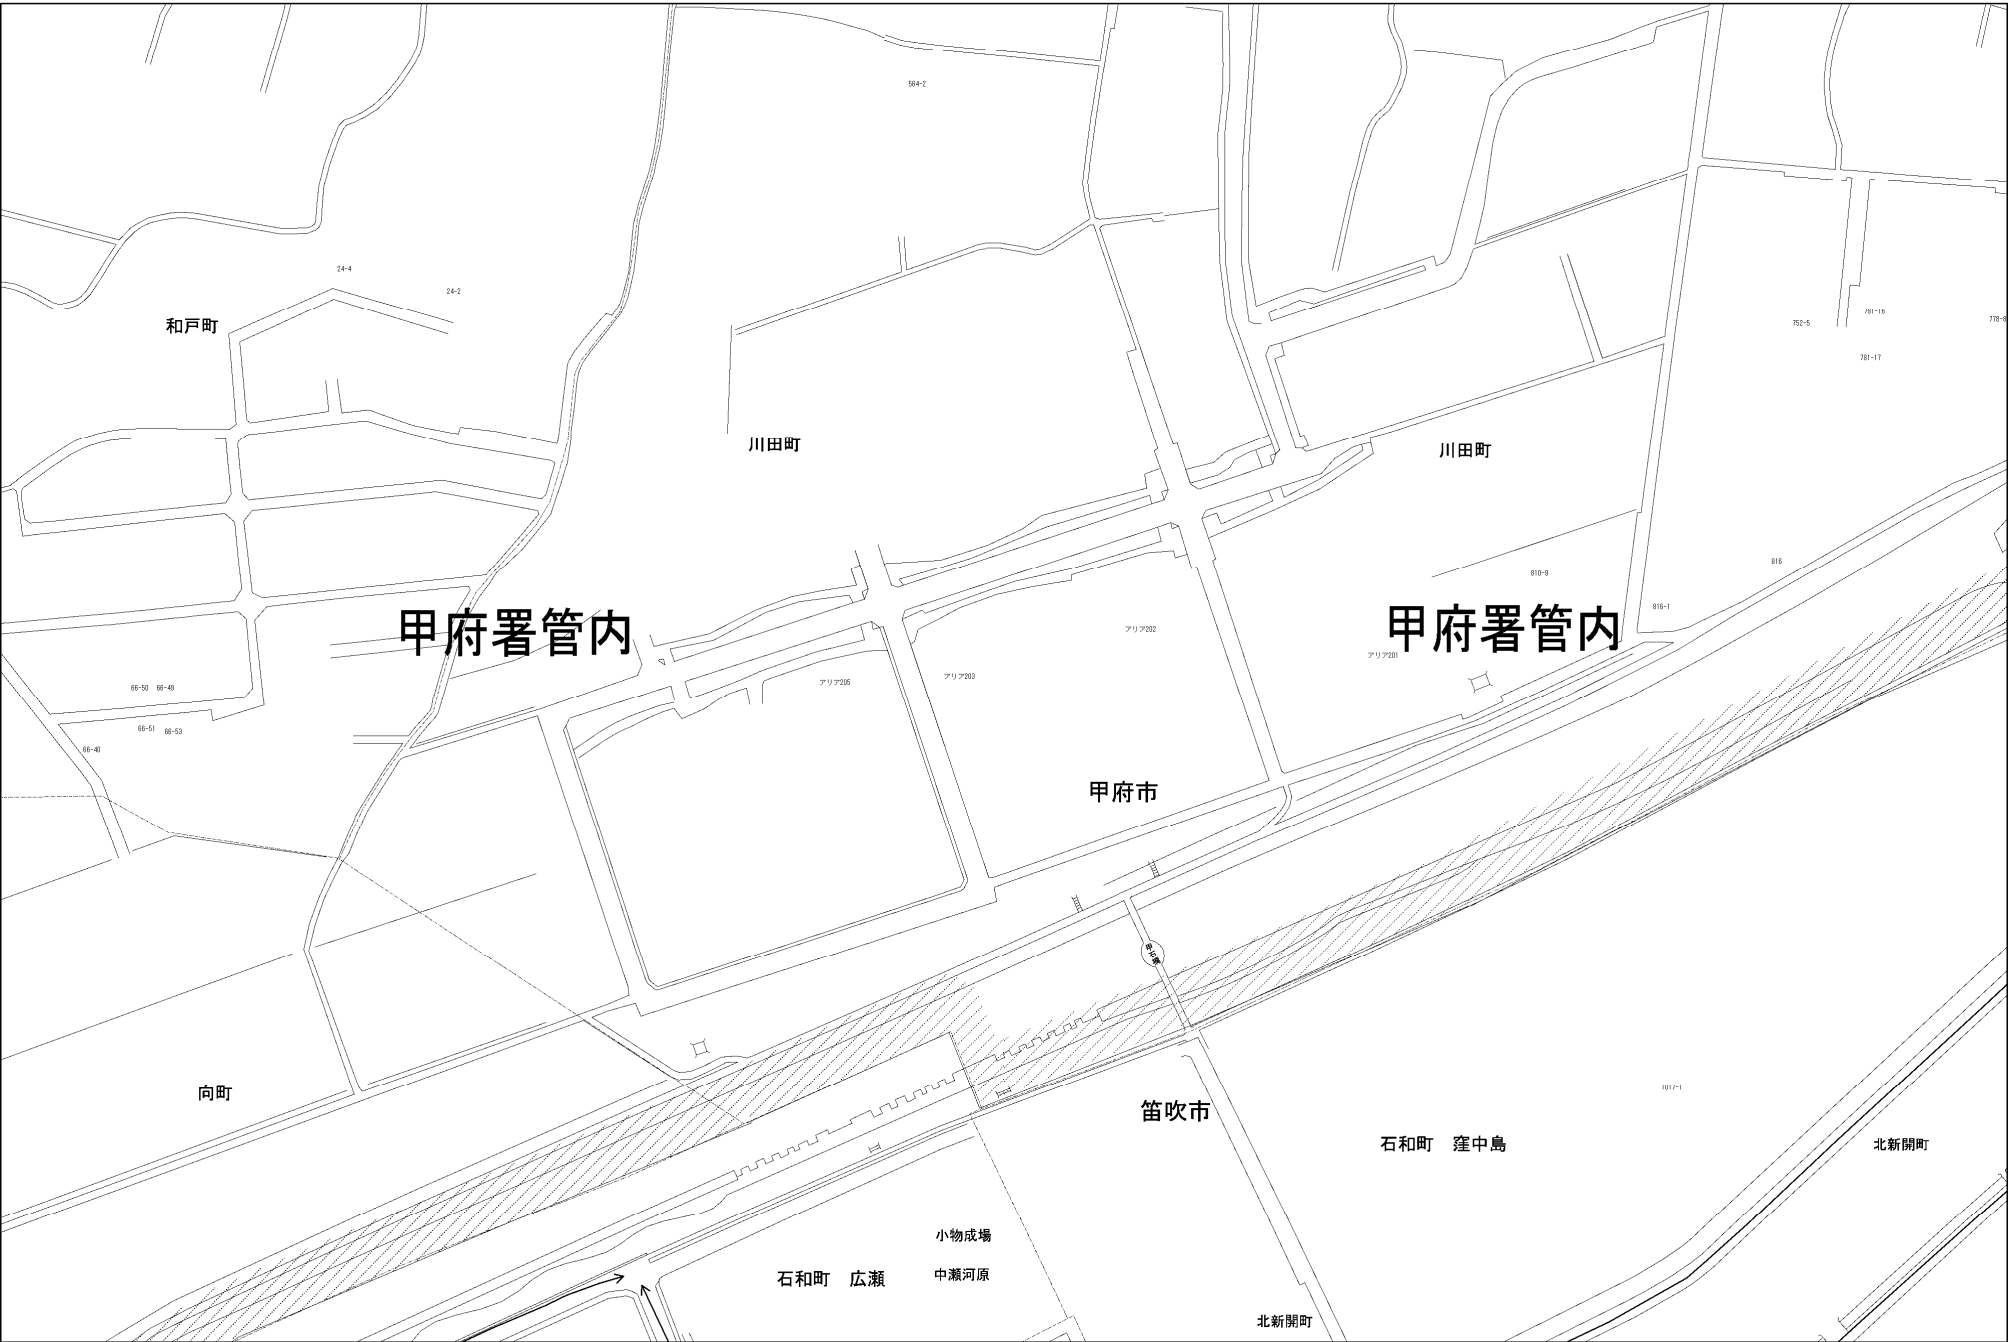 564-2
24-4
24-2
和戸町
752-5
781-16
778-8
781-17
川田町
川田町
816
810-9
816-1
甲府署管内
甲府署管内
アリア202
アリア201
アリア203
アリア205
66-50 66-49
66-51 66-53
66-40
甲府市
向町
笛吹市
1017-1
石和町 窪中島
北新開町
小物成場
石和町 広瀬
中瀬河原
北新開町